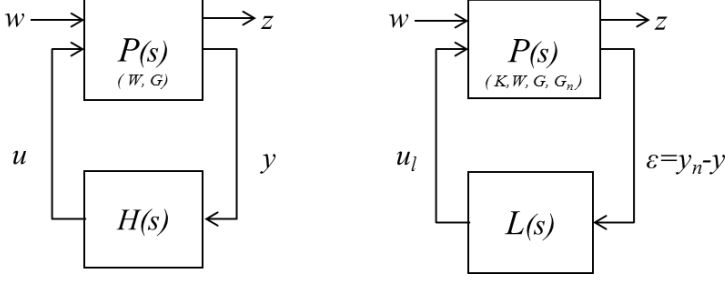 w
z
P(s)
(W, G)
u
y
H(s)
w
z
P(s)
(K,W, G, Gₙ)
uₗ
ε=yₙ-y
L(s)